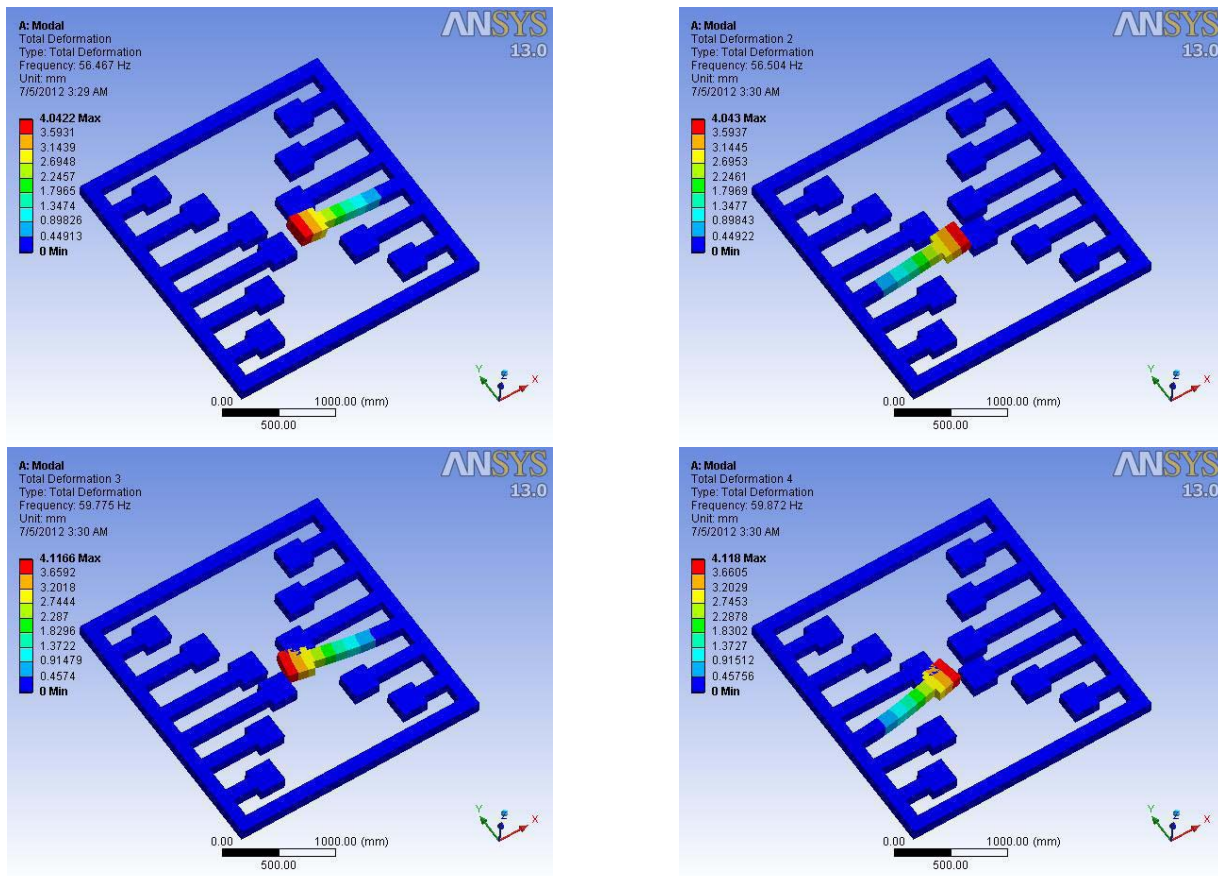 A: Modal
Total Deformation
Type: Total Deformation
Frequency: 56.467 Hz
Unit: mm
7/5/2012 3:29 AM
ANSYS
13.0
4.0422 Max
3.5931
3.1439
2.6948
2.2457
1.7965
1.3474
0.89826
0.44913
0 Min
Y
Z
X
0.00
1000.00 (mm)
500.00
A: Modal
Total Deformation 2
Type: Total Deformation
Frequency: 56.504 Hz
Unit: mm
7/5/2012 3:30 AM
ANSYS
13.0
4.043 Max
3.5937
3.1445
2.6953
2.2461
1.7969
1.3477
0.89843
0.44922
0 Min
Y
Z
X
0.00
1000.00 (mm)
500.00
A: Modal
Total Deformation 3
Type: Total Deformation
Frequency: 59.775 Hz
Unit: mm
7/5/2012 3:30 AM
ANSYS
13.0
4.1166 Max
3.6592
3.2018
2.7444
2.287
1.8296
1.3722
0.91479
0.4574
0 Min
Y
Z
X
0.00
1000.00 (mm)
500.00
A: Modal
Total Deformation 4
Type: Total Deformation
Frequency: 59.872 Hz
Unit: mm
7/5/2012 3:30 AM
ANSYS
13.0
4.118 Max
3.6605
3.2029
2.7453
2.2878
1.8302
1.3727
0.91512
0.45756
0 Min
Y
Z
X
0.00
1000.00 (mm)
500.00